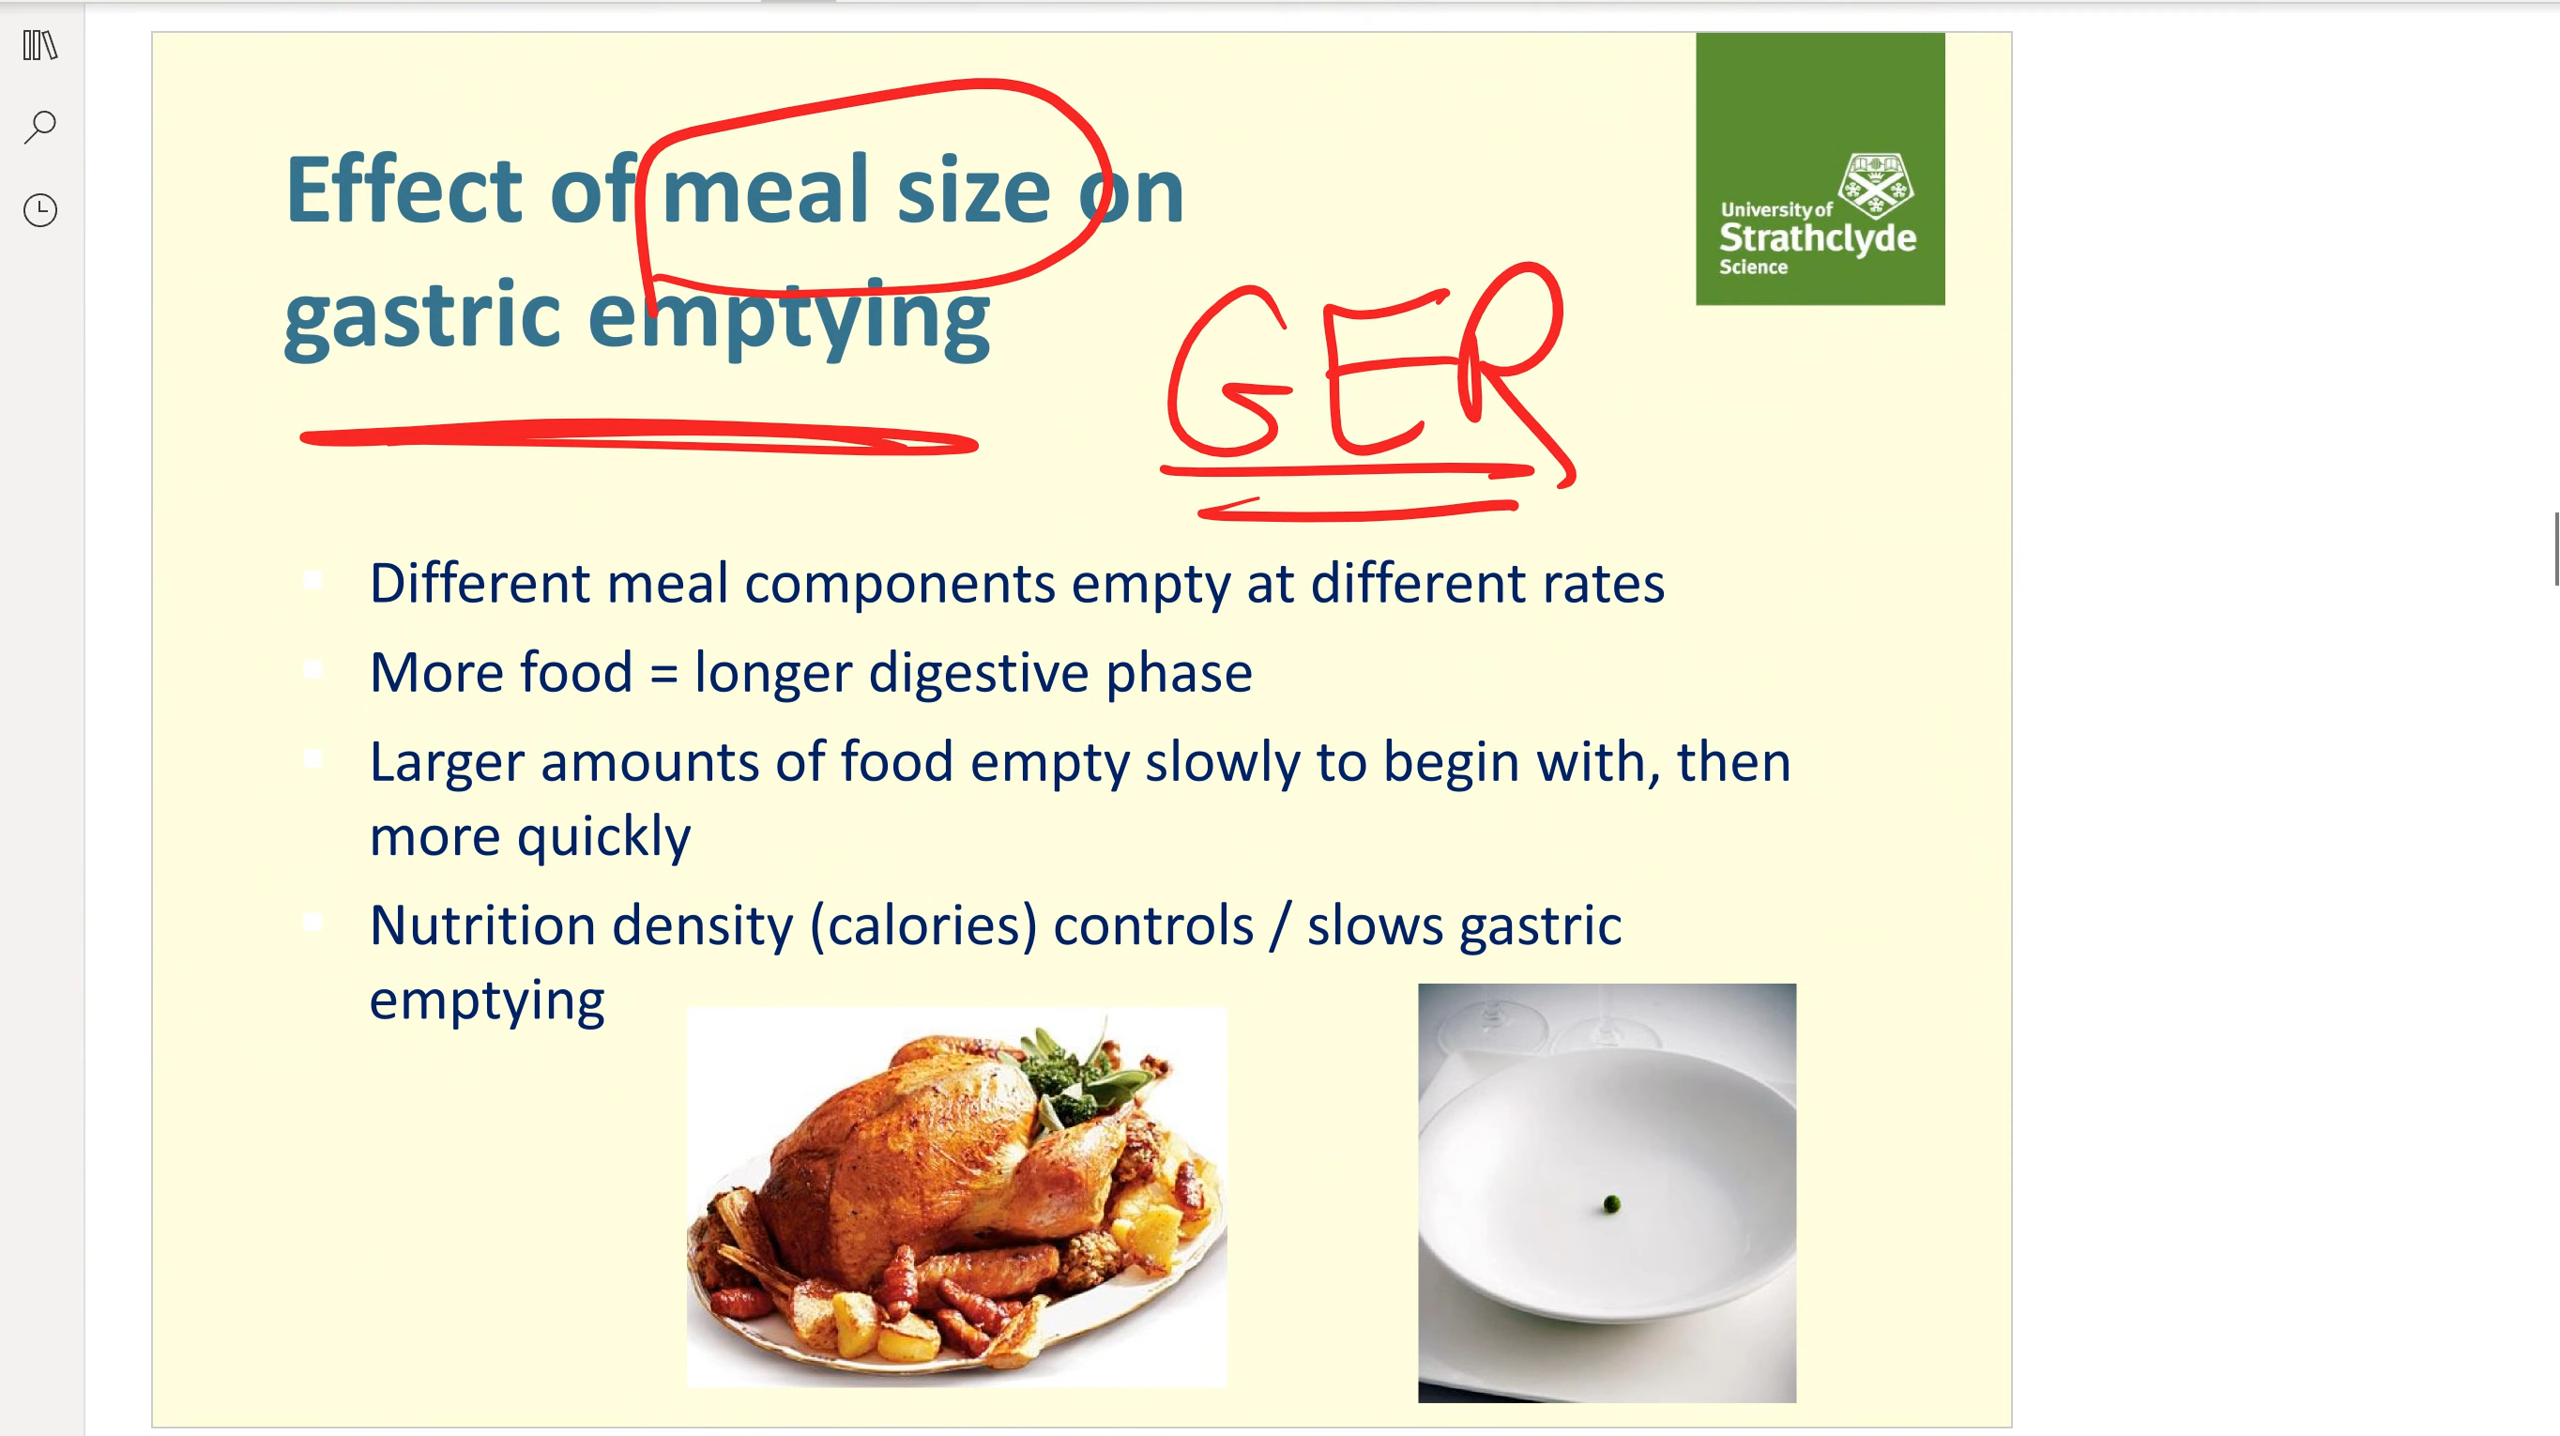 Effect of meal size on
gastric emptying
University of
Strathclyde
Science
GER
Different meal components empty at different rates
More food = longer digestive phase
Larger amounts of food empty slowly to begin with, then
more quickly
Nutrition density (calories) controls / slows gastric
emptying